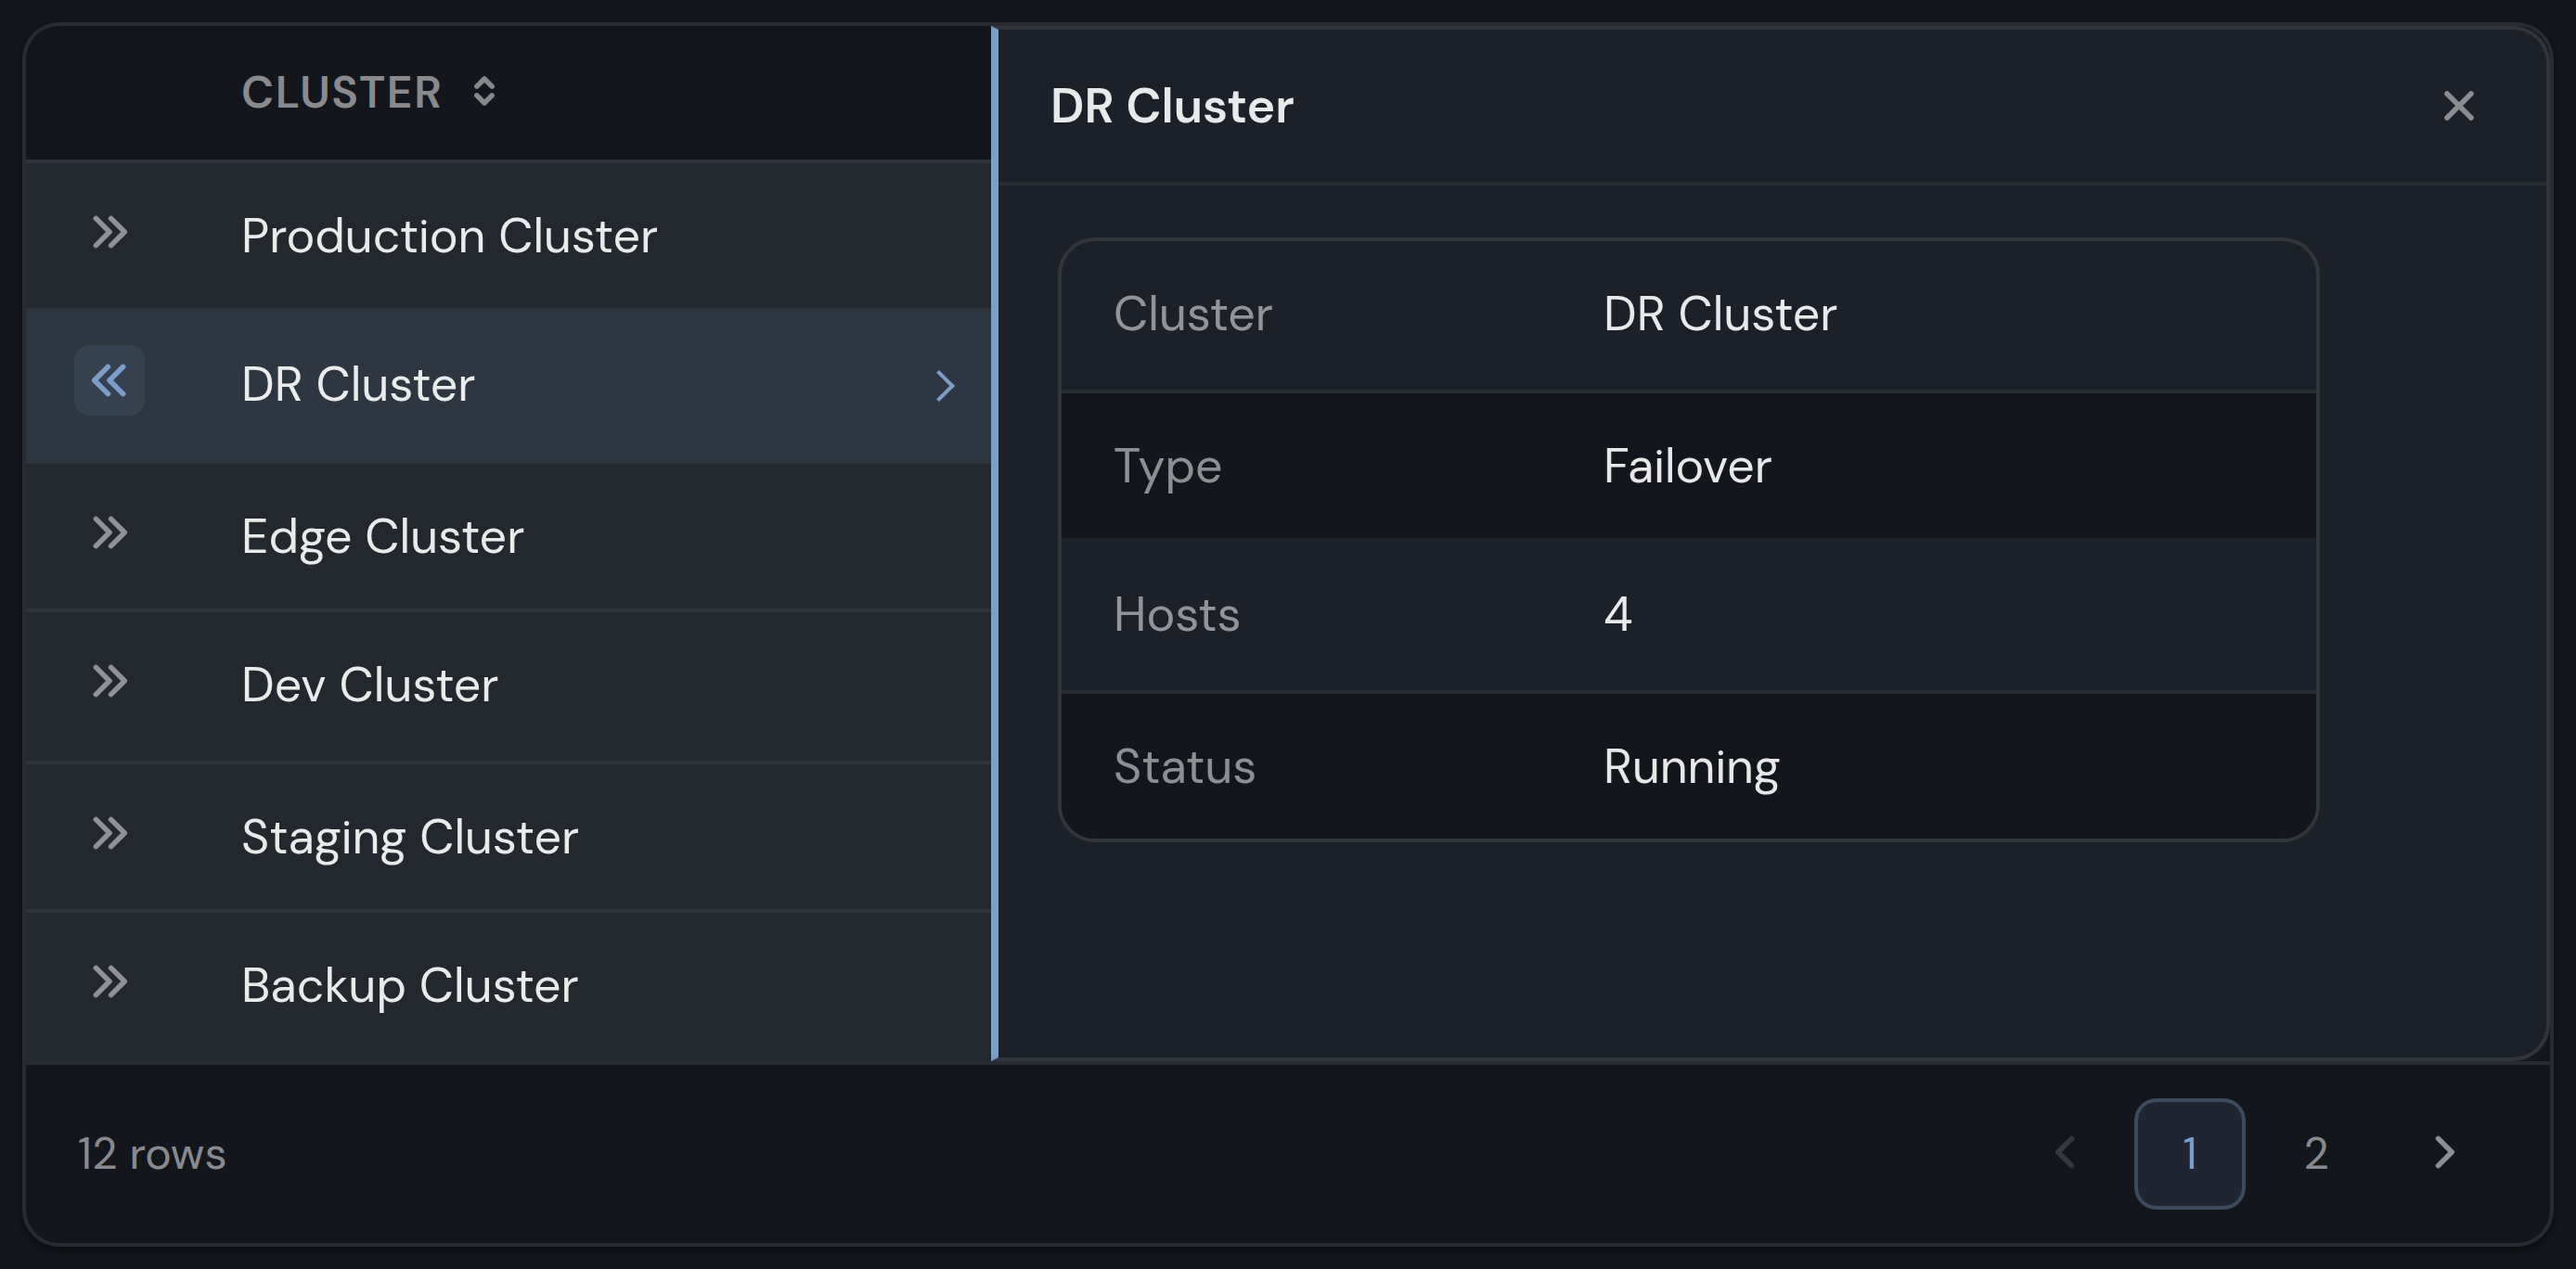 CLUSTER
Production Cluster
DR Cluster
Edge Cluster
Dev Cluster
Staging Cluster
Backup Cluster
DR Cluster
Cluster DR Cluster
Type Failover
Hosts 4
Status Running
12 rows
1 2